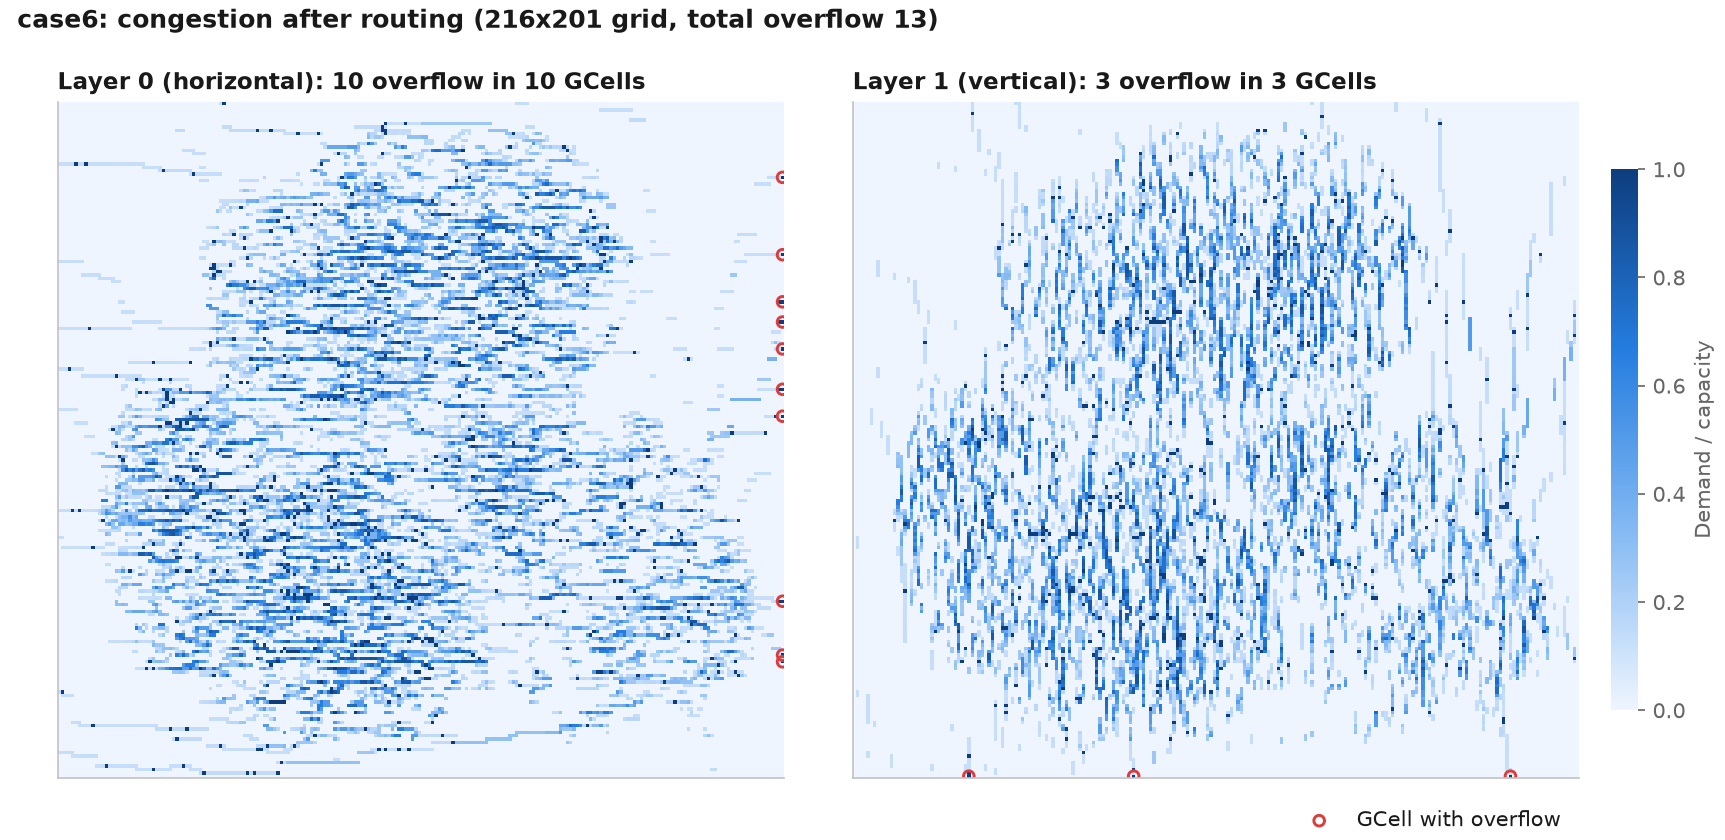 case6: congestion after routing (216x201 grid, total overflow 13)
Layer 0 (horizontal): 10 overflow in 10 GCells
Layer 1 (vertical): 3 overflow in 3 GCells
1.0
0.8
0.6
0.4
0.2
0.0
Demand / capacity
GCell with overflow